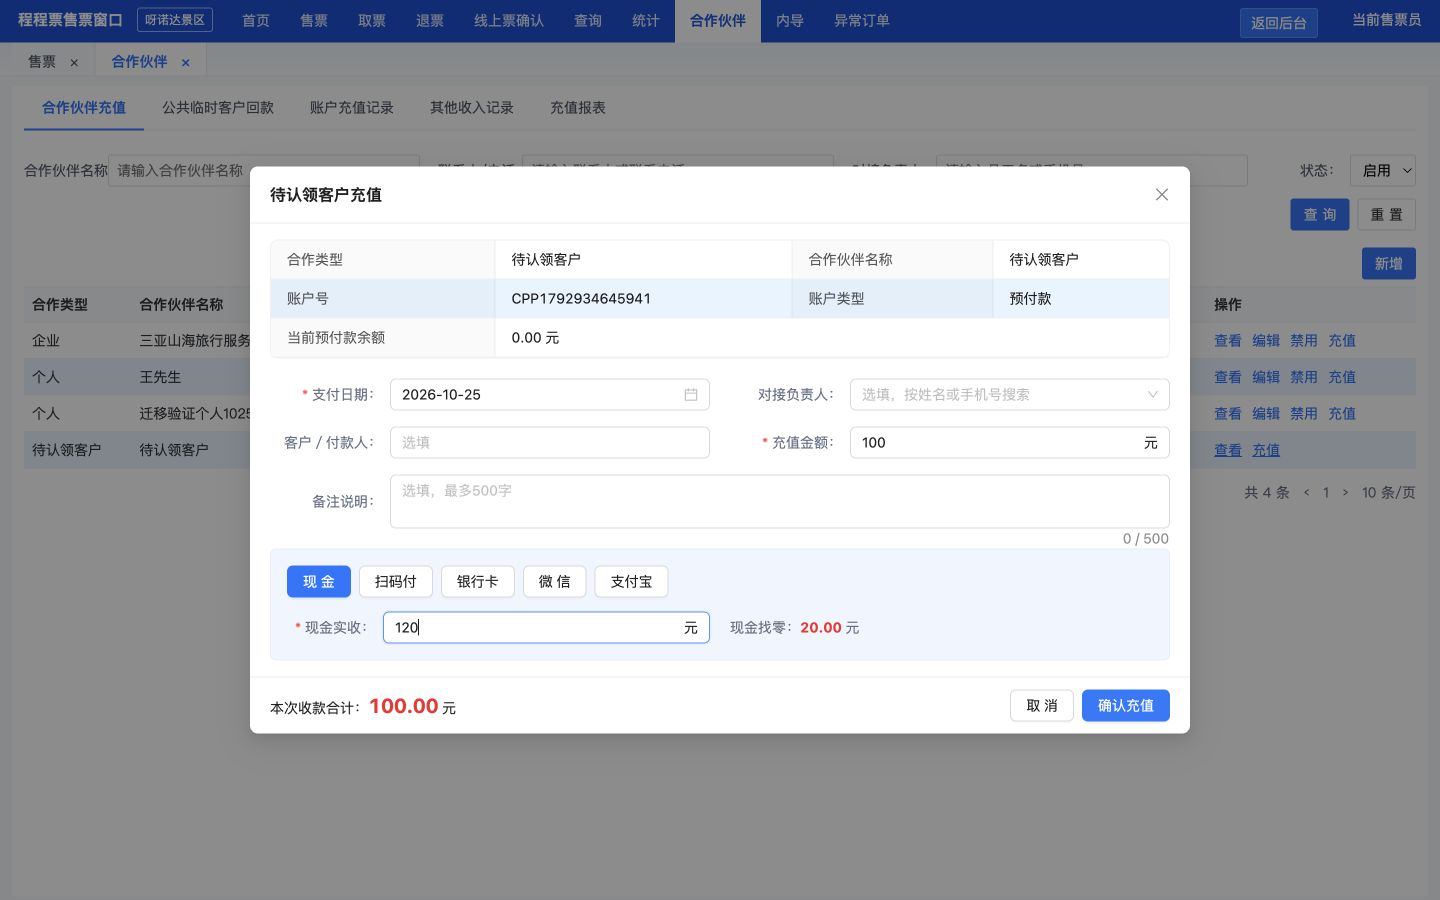 程程票售票窗口 呀诺达景区 首页 售票 取票 退票 线上票确认 查询 统计 合作伙伴 内导 异常订单 返回后台 当前售票员
售票 × 合作伙伴 ×
合作伙伴充值 公共临时客户回款 账户充值记录 其他收入记录 充值报表
合作伙伴名称 请输入合作伙伴名称 状态： 启用
查 询 重 置
新增
合作类型 合作伙伴名称 操作
企业 三亚山海旅行服务 查看 编辑 禁用 充值
个人 王先生 查看 编辑 禁用 充值
个人 迁移验证个人1025 查看 编辑 禁用 充值
待认领客户 待认领客户 查看 充值
共 4 条 < 1 > 10 条/页
待认领客户充值
合作类型 待认领客户 合作伙伴名称 待认领客户
账户号 CPP1792934645941 账户类型 预付款
当前预付款余额 0.00 元
* 支付日期： 2026-10-25 对接负责人： 选填，按姓名或手机号搜索
客户 / 付款人： 选填 * 充值金额： 100 元
备注说明： 选填，最多500字
0 / 500
现 金 扫码付 银行卡 微 信 支付宝
* 现金实收： 120 元 现金找零：20.00 元
本次收款合计：100.00 元 取 消 确认充值